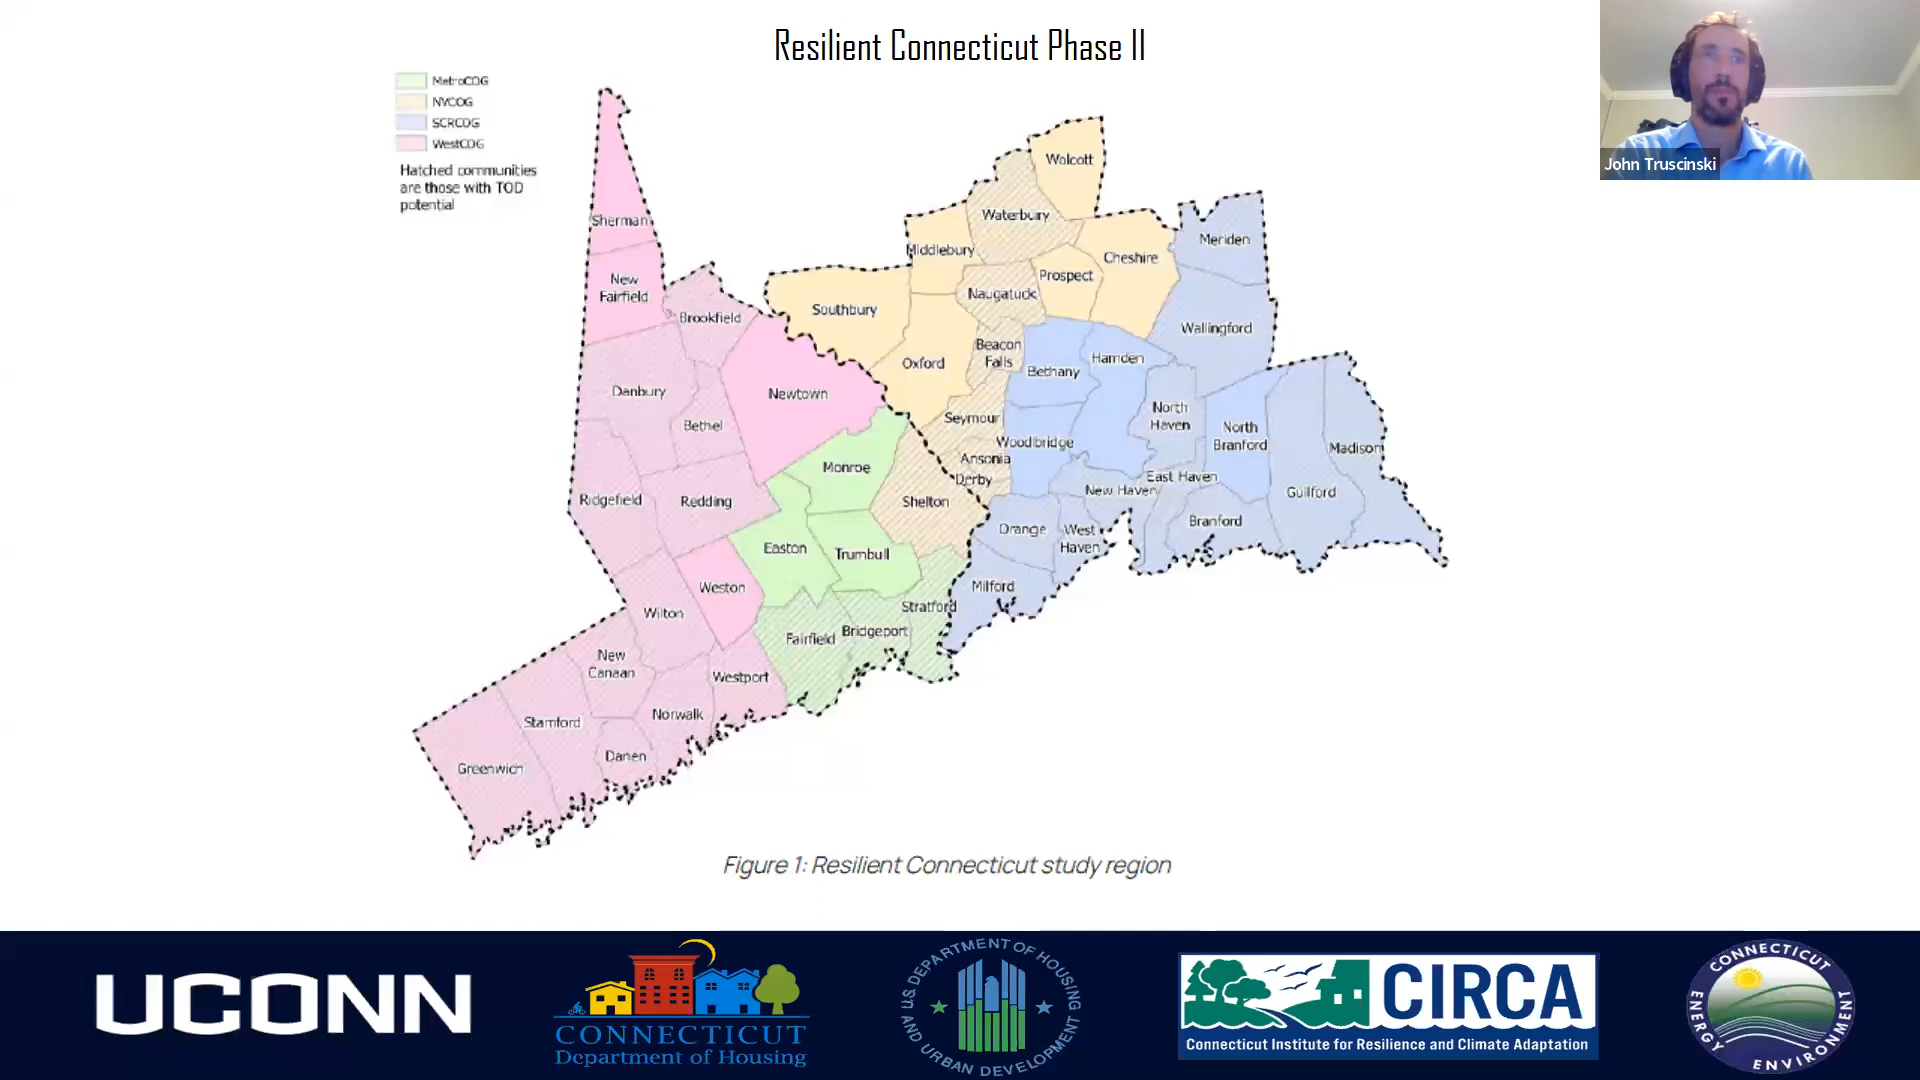 Resilient Connecticut Phase II
John Truscinski
MetroCOG
NVCOG
SCRCOG
WestCOG
Hatched communities
are those with TOD
potential
Sherman
New
Fairfield
Brookfield
Danbury
Bethel
Newtown
Ridgefield
Redding
Weston
Wilton
New
Canaan
Westport
Norwalk
Stamford
Darien
Greenwich
Monroe
Easton
Trumbull
Fairfield
Bridgeport
Stratford
Wolcott
Waterbury
Middlebury
Cheshire
Prospect
Naugatuck
Southbury
Oxford
Beacon
Falls
Seymour
Ansonia
Derby
Shelton
Meriden
Wallingford
Bethany
Hamden
Woodbridge
North
Haven
North
Branford
Madison
Guilford
East Haven
New Haven
Branford
Orange
West
Haven
Milford
Figure 1: Resilient Connecticut study region
UCONN
CONNECTICUT
Department of Housing
U.S. DEPARTMENT OF HOUSING
AND URBAN DEVELOPMENT
CIRCA
Connecticut Institute for Resilience and Climate Adaptation
CONNECTICUT
ENERGY
ENVIRONMENT